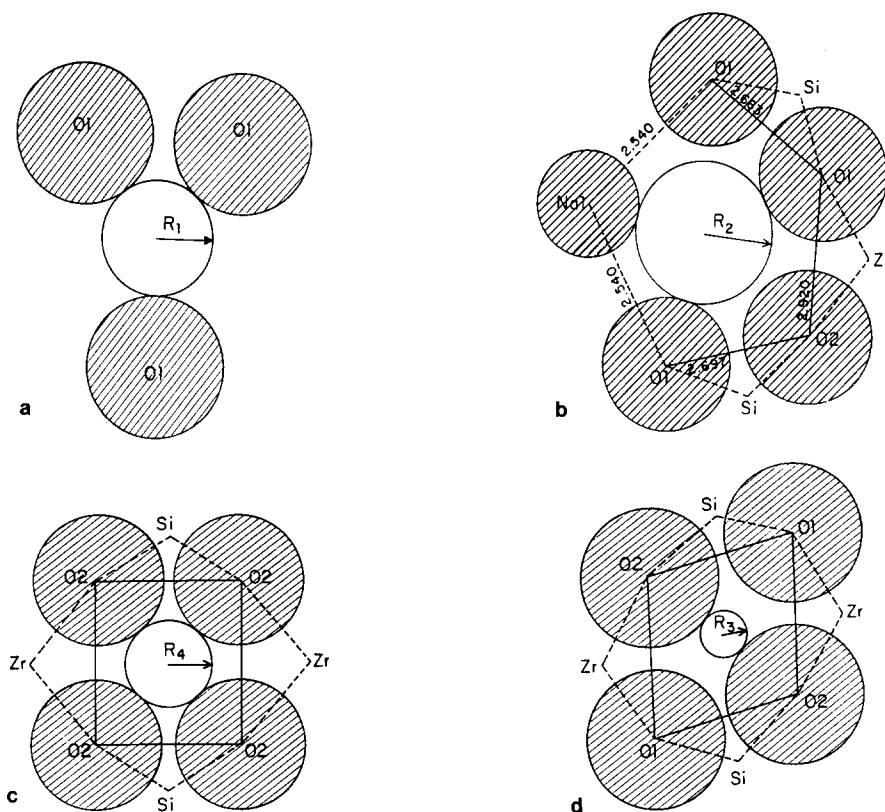 O1 O1
R₁
O1
a
O1
Si
2.683
2.540
O1
Na1
R₂
Z
2.540
2.820
O2
O1
2.697
Si
b
Si
O2 O2
Zr R₄ Zr
O2 O2
Si
c
Si
O1
O2
R₃
Zr
Zr
O2
O1
Si
d